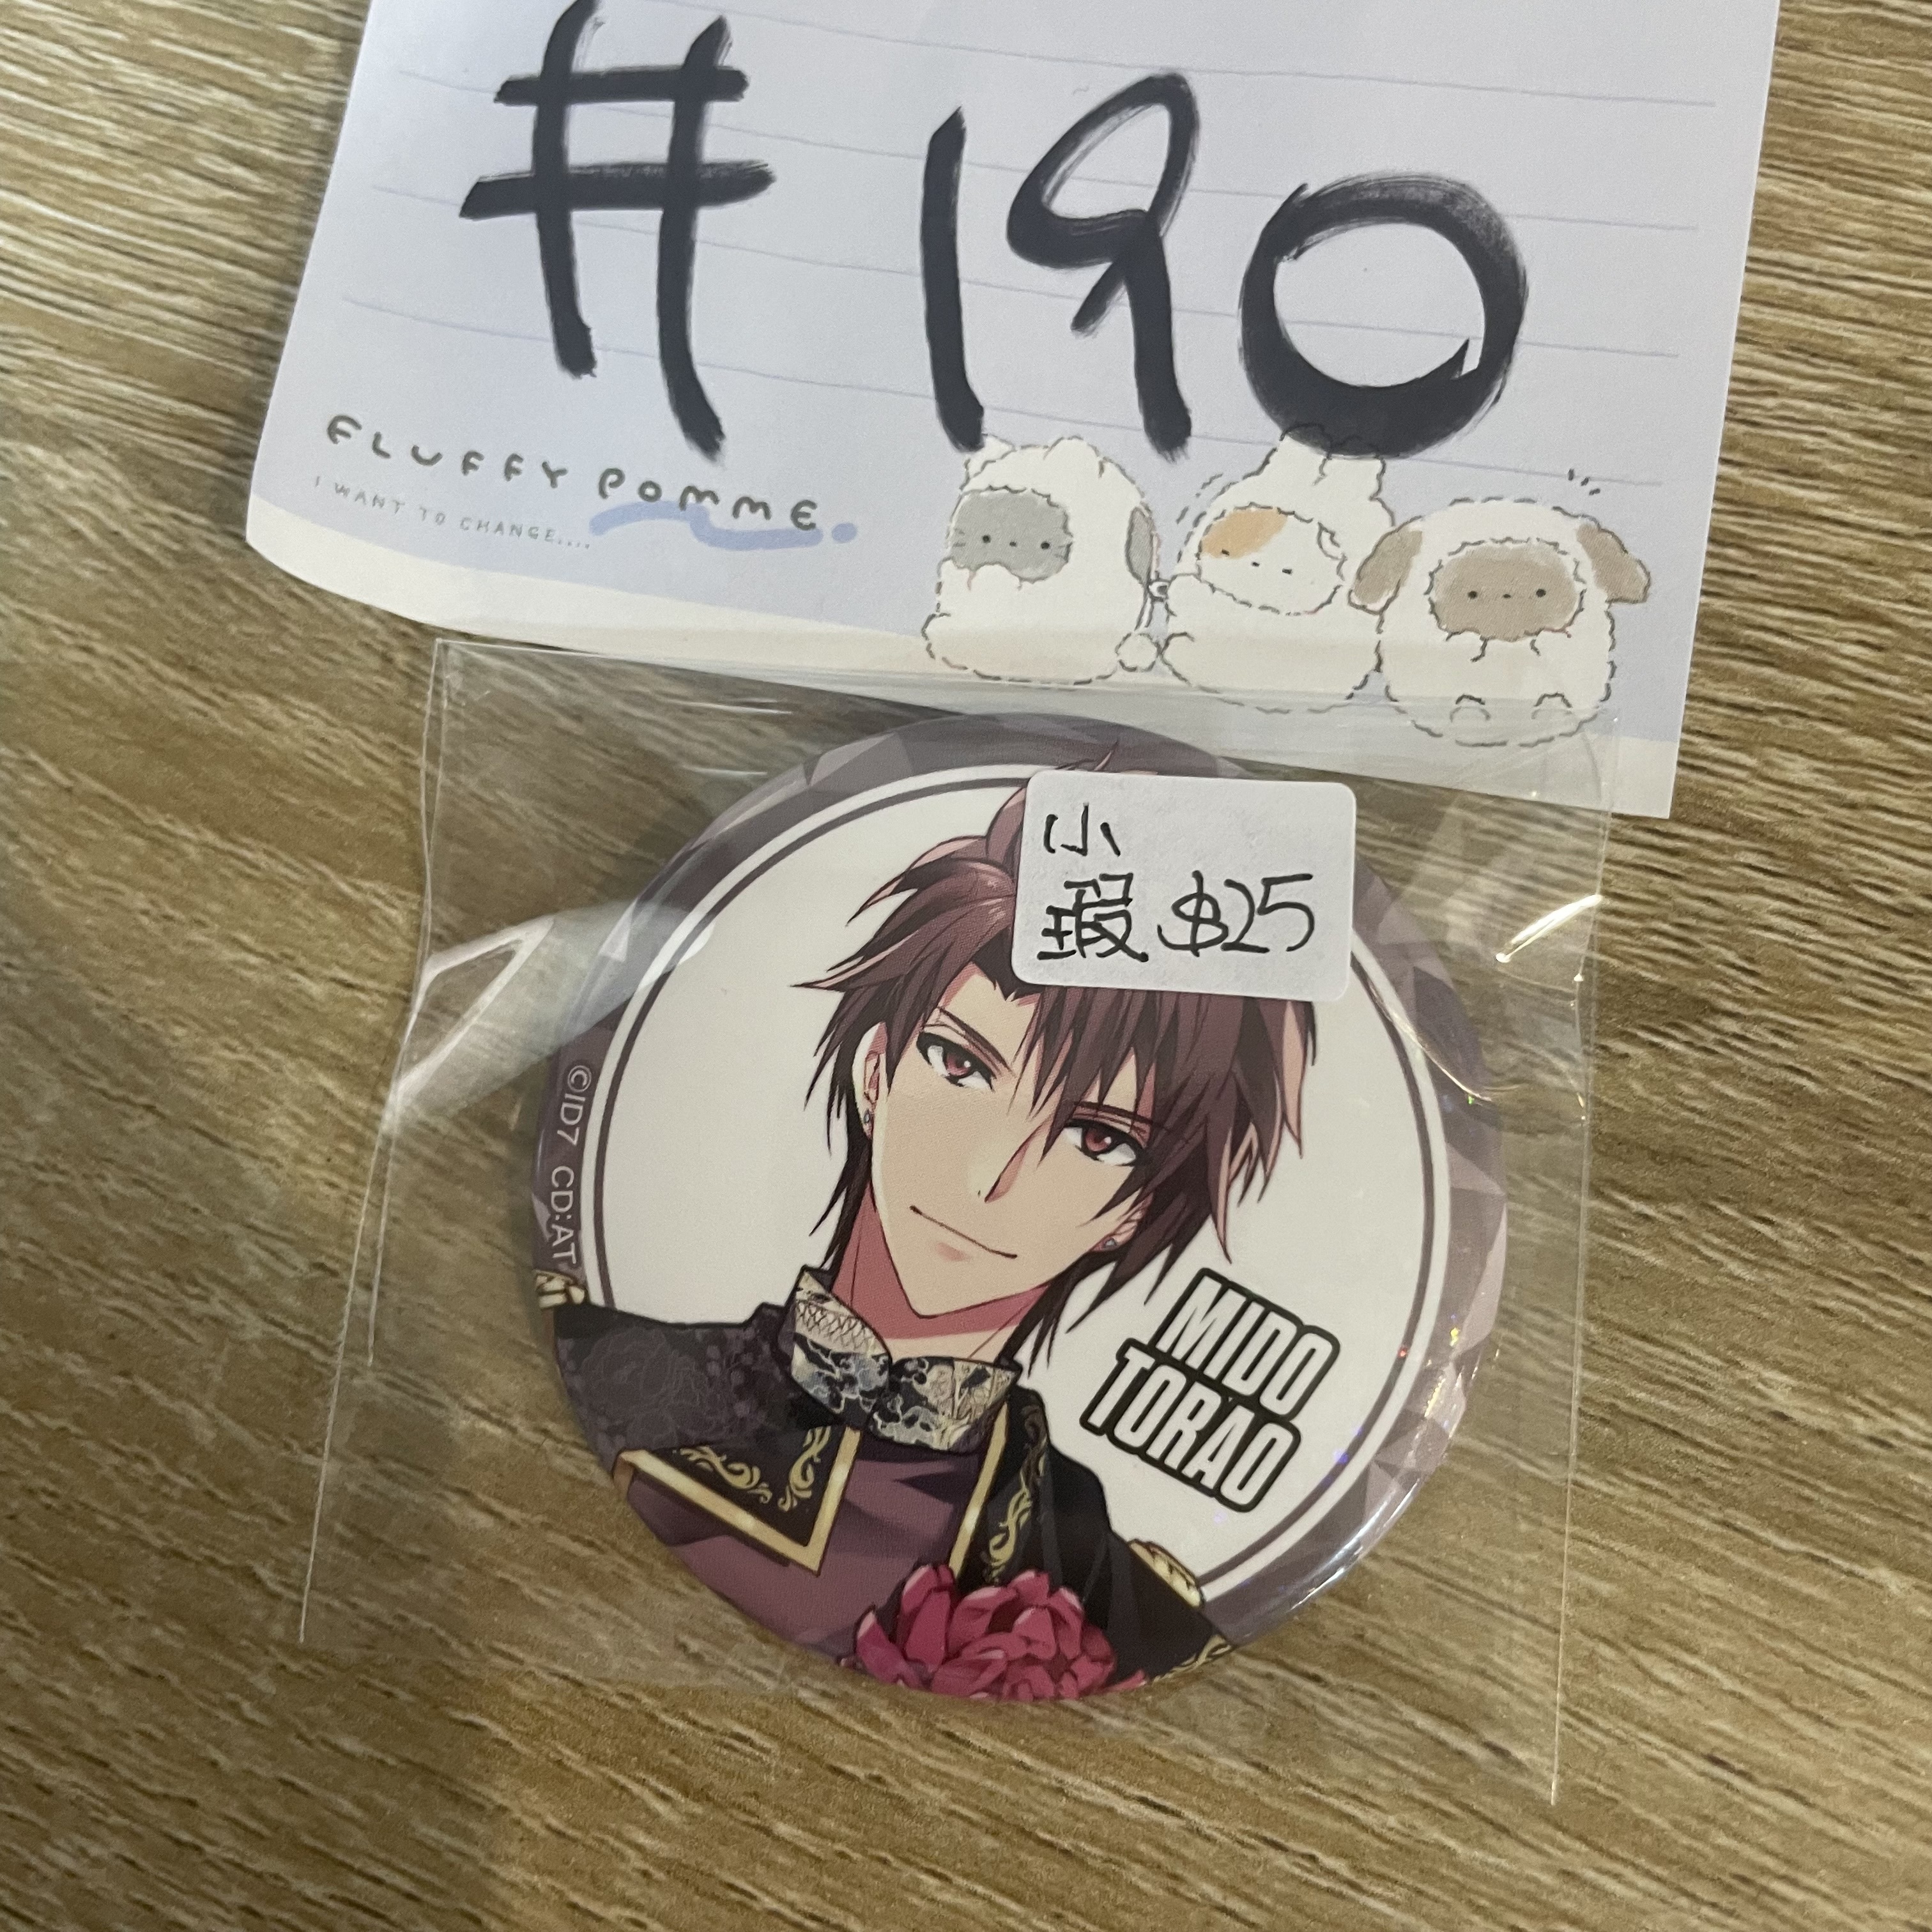 #190
FLUFFY POMME.
I WANT TO CHANGE....
小
瑕 $25
©ID7 CD:AT
MIDO
TORAO